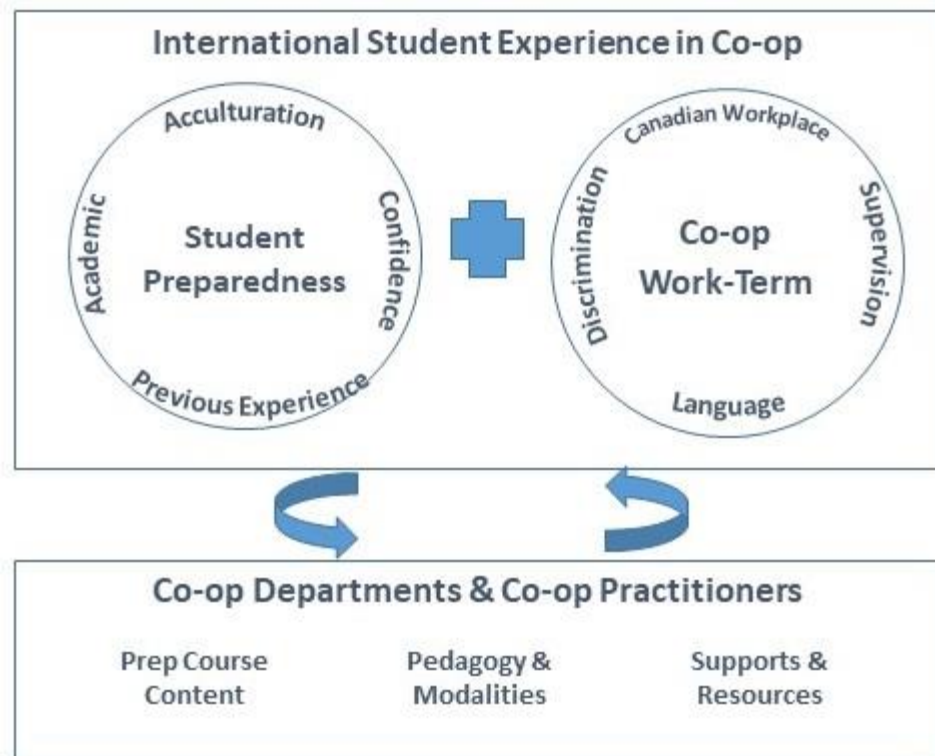 International Student Experience in Co-op
Acculturation
Academic
Confidence
Student
Preparedness
Previous Experience
Canadian Workplace
Discrimination
Supervision
Co-op
Work-Term
Language
Co-op Departments & Co-op Practitioners
Prep Course
Content
Pedagogy &
Modalities
Supports &
Resources